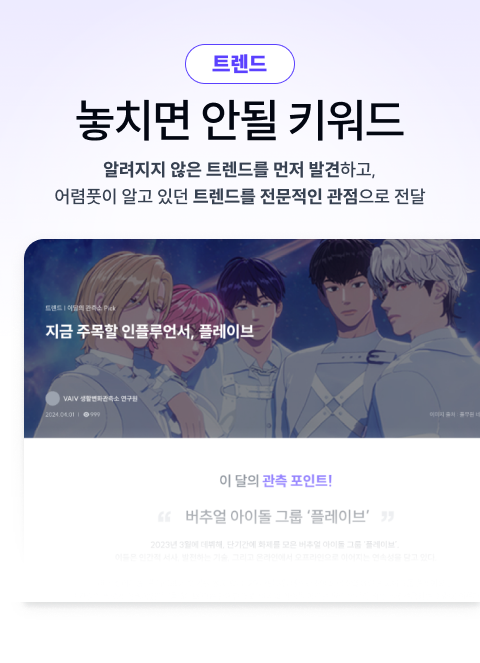 트렌드
놓치면 안될 키워드
알려지지 않은 트렌드를 먼저 발견하고,
어렴풋이 알고 있던 트렌드를 전문적인 관점으로 전달
트렌드 | 이달의 관측소 Pick
지금 주목할 인플루언서, 플레이브
VAIV 생활변화관측소 연구원
2024.04.01 | 999
이 달의 관측 포인트!
“ 버추얼 아이돌 그룹 ‘플레이브’ ”
2023년 3월에 데뷔해, 단기간에 화제를 모은 버추얼 아이돌 그룹 ‘플레이브’.